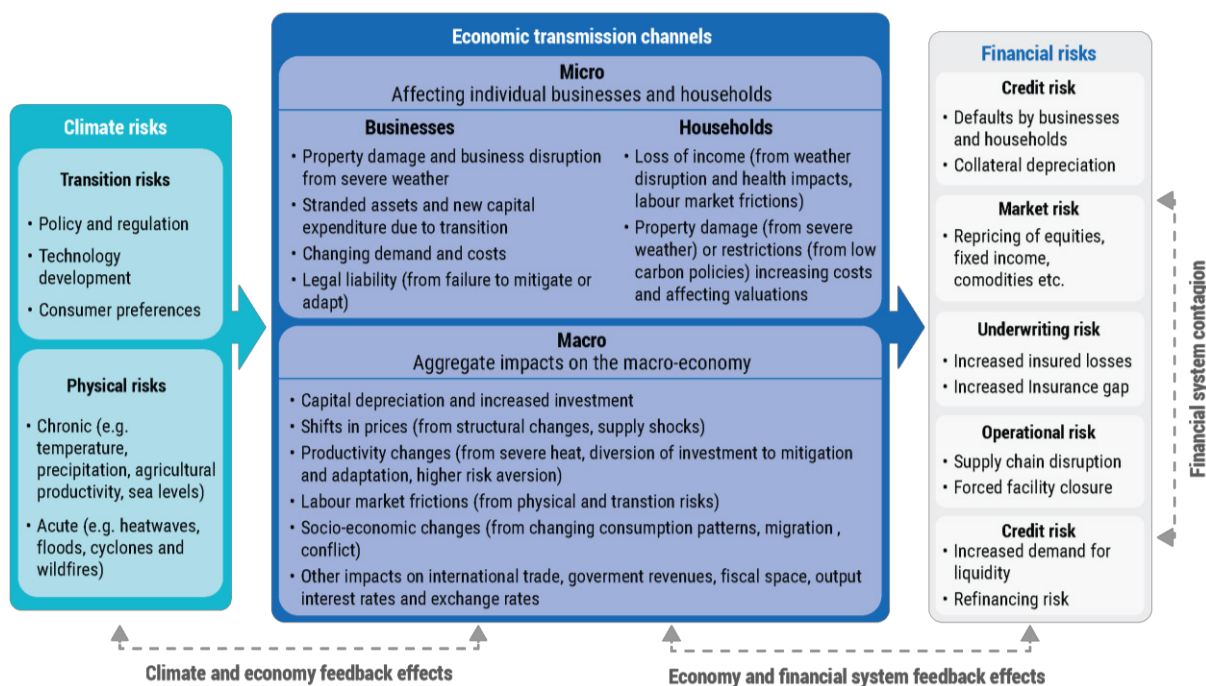 Climate risks
Transition risks
• Policy and regulation
• Technology
development
• Consumer preferences
Physical risks
• Chronic (e.g.
temperature,
precipitation, agricultural
productivity, sea levels)
• Acute (e.g. heatwaves,
floods, cyclones and
wildfires)
Economic transmission channels
Micro
Affecting individual businesses and households
Businesses
• Property damage and business disruption
from severe weather
• Stranded assets and new capital
expenditure due to transition
• Changing demand and costs
• Legal liability (from failure to mitigate or
adapt)
Households
• Loss of income (from weather
disruption and health impacts,
labour market frictions)
• Property damage (from severe
weather) or restrictions (from low
carbon policies) increasing costs
and affecting valuations
Macro
Aggregate impacts on the macro-economy
• Capital depreciation and increased investment
• Shifts in prices (from structural changes, supply shocks)
• Productivity changes (from severe heat, diversion of investment to mitigation
and adaptation, higher risk aversion)
• Labour market frictions (from physical and transtion risks)
• Socio-economic changes (from changing consumption patterns, migration ,
conflict)
• Other impacts on international trade, goverment revenues, fiscal space, output
interest rates and exchange rates
Financial risks
Credit risk
• Defaults by businesses
and households
• Collateral depreciation
Market risk
• Repricing of equities,
fixed income,
comodities etc.
Underwriting risk
• Increased insured losses
• Increased Insurance gap
Operational risk
• Supply chain disruption
• Forced facility closure
Credit risk
• Increased demand for
liquidity
• Refinancing risk
Financial system contagion
Climate and economy feedback effects
Economy and financial system feedback effects